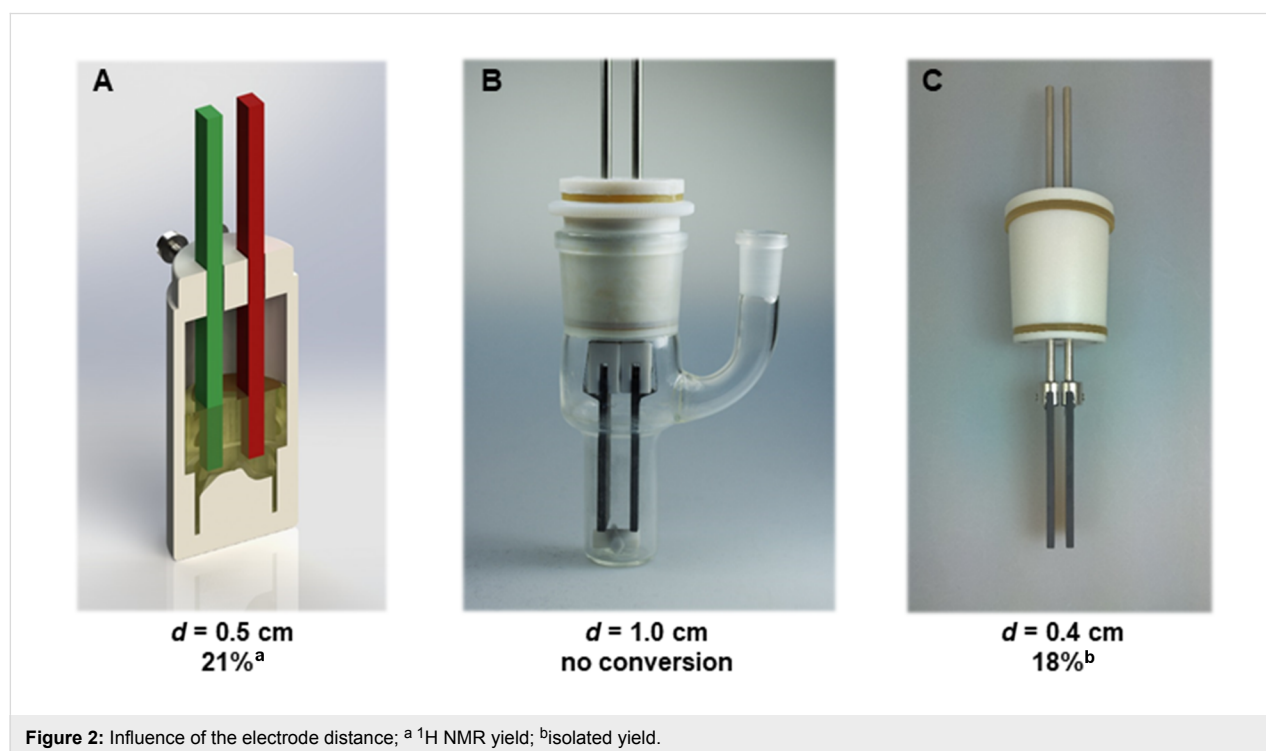 A
B
C
d = 0.5 cm
21%ᵃ
d = 1.0 cm
no conversion
d = 0.4 cm
18%ᵇ
Figure 2: Influence of the electrode distance; ᵃ ¹H NMR yield; ᵇisolated yield.